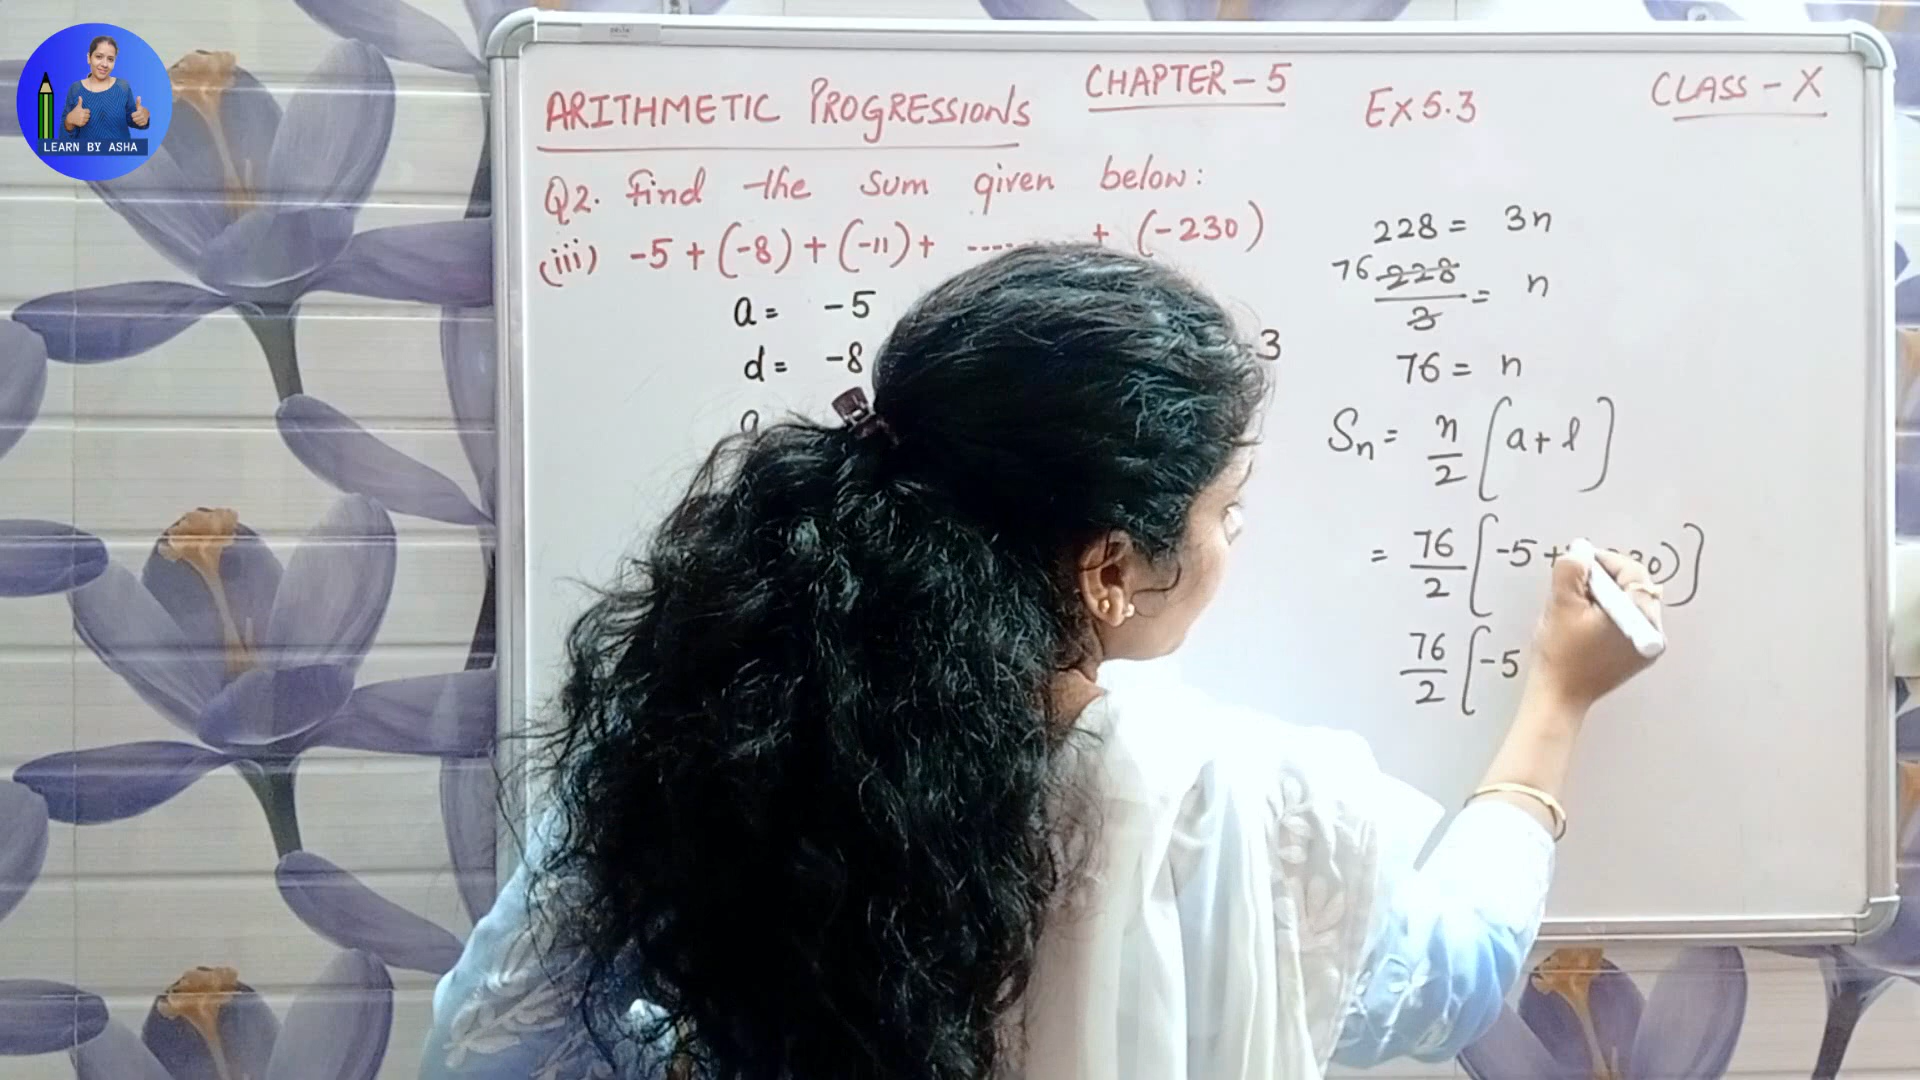 LEARN BY ASHA
ARITHMETIC PROGRESSIONS CHAPTER-5 EX 5.3 CLASS-X
Q2. Find the sum given below:
(iii) -5 + (-8) + (-11) + ------ + (-230)
a = -5
d = -8
3
a
228 = 3n
76 228/3 = n
76 = n
Sn = n/2 [a + l]
= 76/2 [-5 + 30)]
76/2 [-5